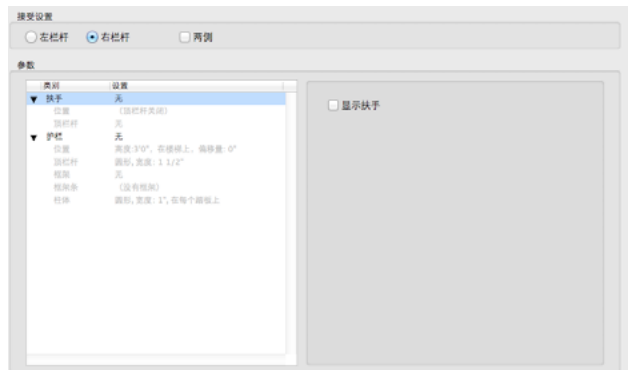 接受设置
左栏杆 右栏杆 两侧
参数
类别 设置
扶手 无
显示扶手
位置 （顶栏杆关闭）
顶栏杆 无
护栏 无
位置 高度:3'0", 在楼梯上, 偏移量: 0"
顶栏杆 圆形, 宽度: 1 1/2"
框架 无
框架条 （没有框架）
柱体 圆形, 宽度: 1", 在每个踏板上